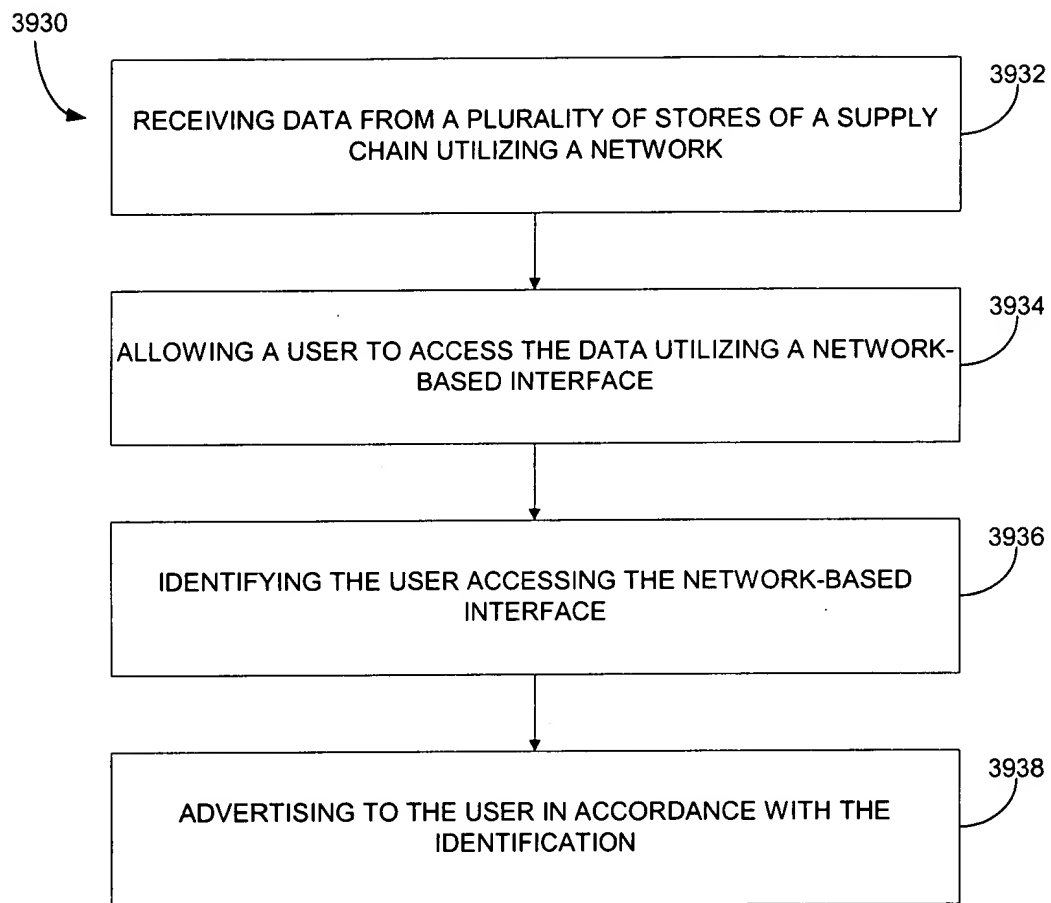 3930
3932
RECEIVING DATA FROM A PLURALITY OF STORES OF A SUPPLY
CHAIN UTILIZING A NETWORK
3934
ALLOWING A USER TO ACCESS THE DATA UTILIZING A NETWORK-
BASED INTERFACE
3936
IDENTIFYING THE USER ACCESSING THE NETWORK-BASED
INTERFACE
3938
ADVERTISING TO THE USER IN ACCORDANCE WITH THE
IDENTIFICATION